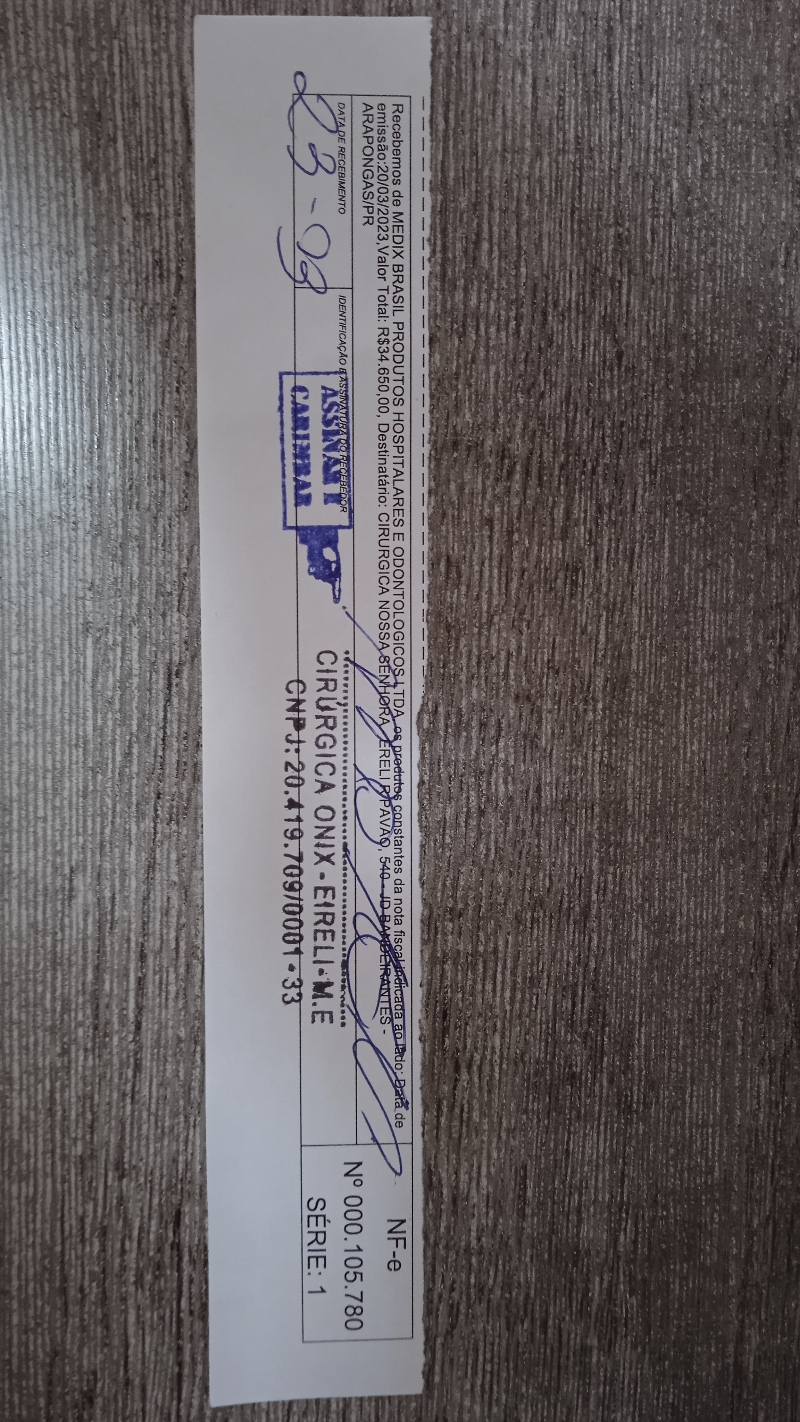 Recebemos de MEDIX BRASIL PRODUTOS HOSPITALARES E ODONTOLOGICOS LTDA, os produtos constantes da nota fiscal indicada ao lado; Data de
emissão:20/03/2023,Valor Total: R$34.650,00, Destinatário: CIRURGICA NOSSA SENHORA EIRELI R PAVÃO, 540 - JD BANDEIRANTES -
ARAPONGAS/PR
DATA DE RECEBIMENTO
23-03
IDENTIFICAÇÃO E ASSINATURA DO RECEBEDOR
ASSINAR E
CARIMBAR
CIRÚRGICA ONIX - EIRELI - M.E
CNPJ: 20.419.709/0001-33
NF-e
Nº 000.105.780
SÉRIE: 1